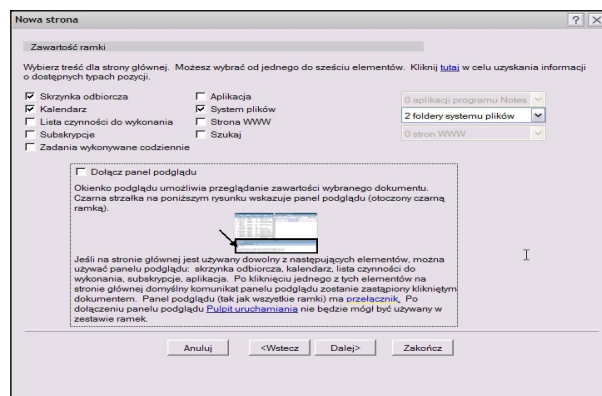 Nowa strona
Zawartość ramki
Wybierz treść dla strony głównej. Możesz wybrać od jednego do sześciu elementów. Kliknij tutaj w celu uzyskania informacji
o dostępnych typach pozycji.
Skrzynka odbiorcza
Aplikacja
0 aplikacji programu Notes
Kalendarz
System plików
2 foldery systemu plików
Lista czynności do wykonania
Strona WWW
Subskrypcje
Szukaj
0 stron WWW
Zadania wykonywane codziennie
Dołącz panel podglądu
Okienko podglądu umożliwia przeglądanie zawartości wybranego dokumentu.
Czarna strzałka na poniższym rysunku wskazuje panel podglądu (otoczony czarną
ramką).
Jeśli na stronie głównej jest używany dowolny z następujących elementów, można
używać panelu podglądu: skrzynka odbiorcza, kalendarz, lista czynności do
wykonania, subskrypcje, aplikacja. Po kliknięciu jednego z tych elementów na
stronie głównej domyślny komunikat panelu podglądu zostanie zastąpiony klikniętym
dokumentem. Panel podglądu (tak jak wszystkie ramki) ma przełącznik. Po
dołączeniu panelu podglądu Pulpit uruchamiania nie będzie mógł być używany w
zestawie ramek.
Anuluj
<Wstecz
Dalej>
Zakończ